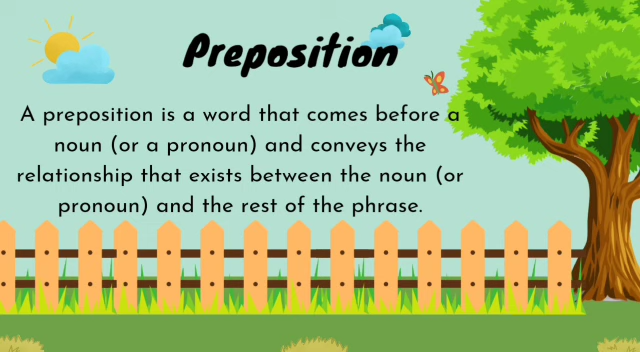 Preposition
A preposition is a word that comes before a
noun (or a pronoun) and conveys the
relationship that exists between the noun (or
pronoun) and the rest of the phrase.